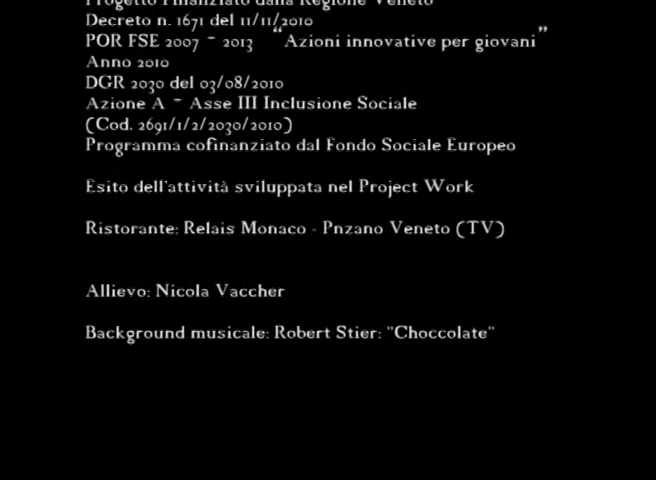 Progetto Finanziato dalla Regione Veneto
Decreto n. 1671 del 11/11/2010
POR FSE 2007 - 2013 “Azioni innovative per giovani”
Anno 2010
DGR 2030 del 03/08/2010
Azione A - Asse III Inclusione Sociale
(Cod. 2691/1/2/2030/2010)
Programma cofinanziato dal Fondo Sociale Europeo
Esito dell'attività sviluppata nel Project Work
Ristorante: Relais Monaco - Pnzano Veneto (TV)
Allievo: Nicola Vaccher
Background musicale: Robert Stier: "Choccolate"